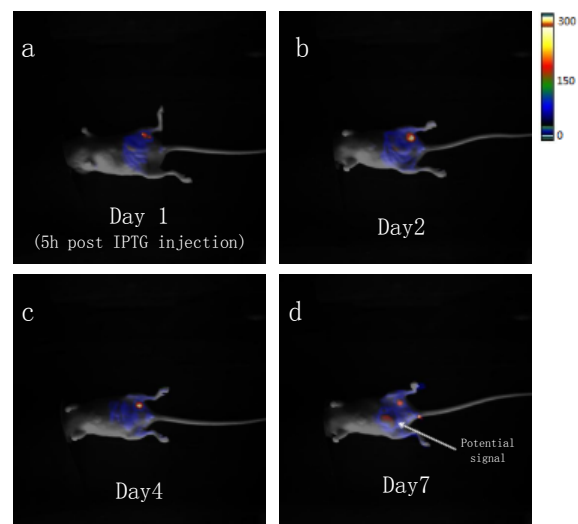 a
Day 1
(5h post IPTG injection)
b
Day2
300
150
0
c
Day4
d
Potential
signal
Day7